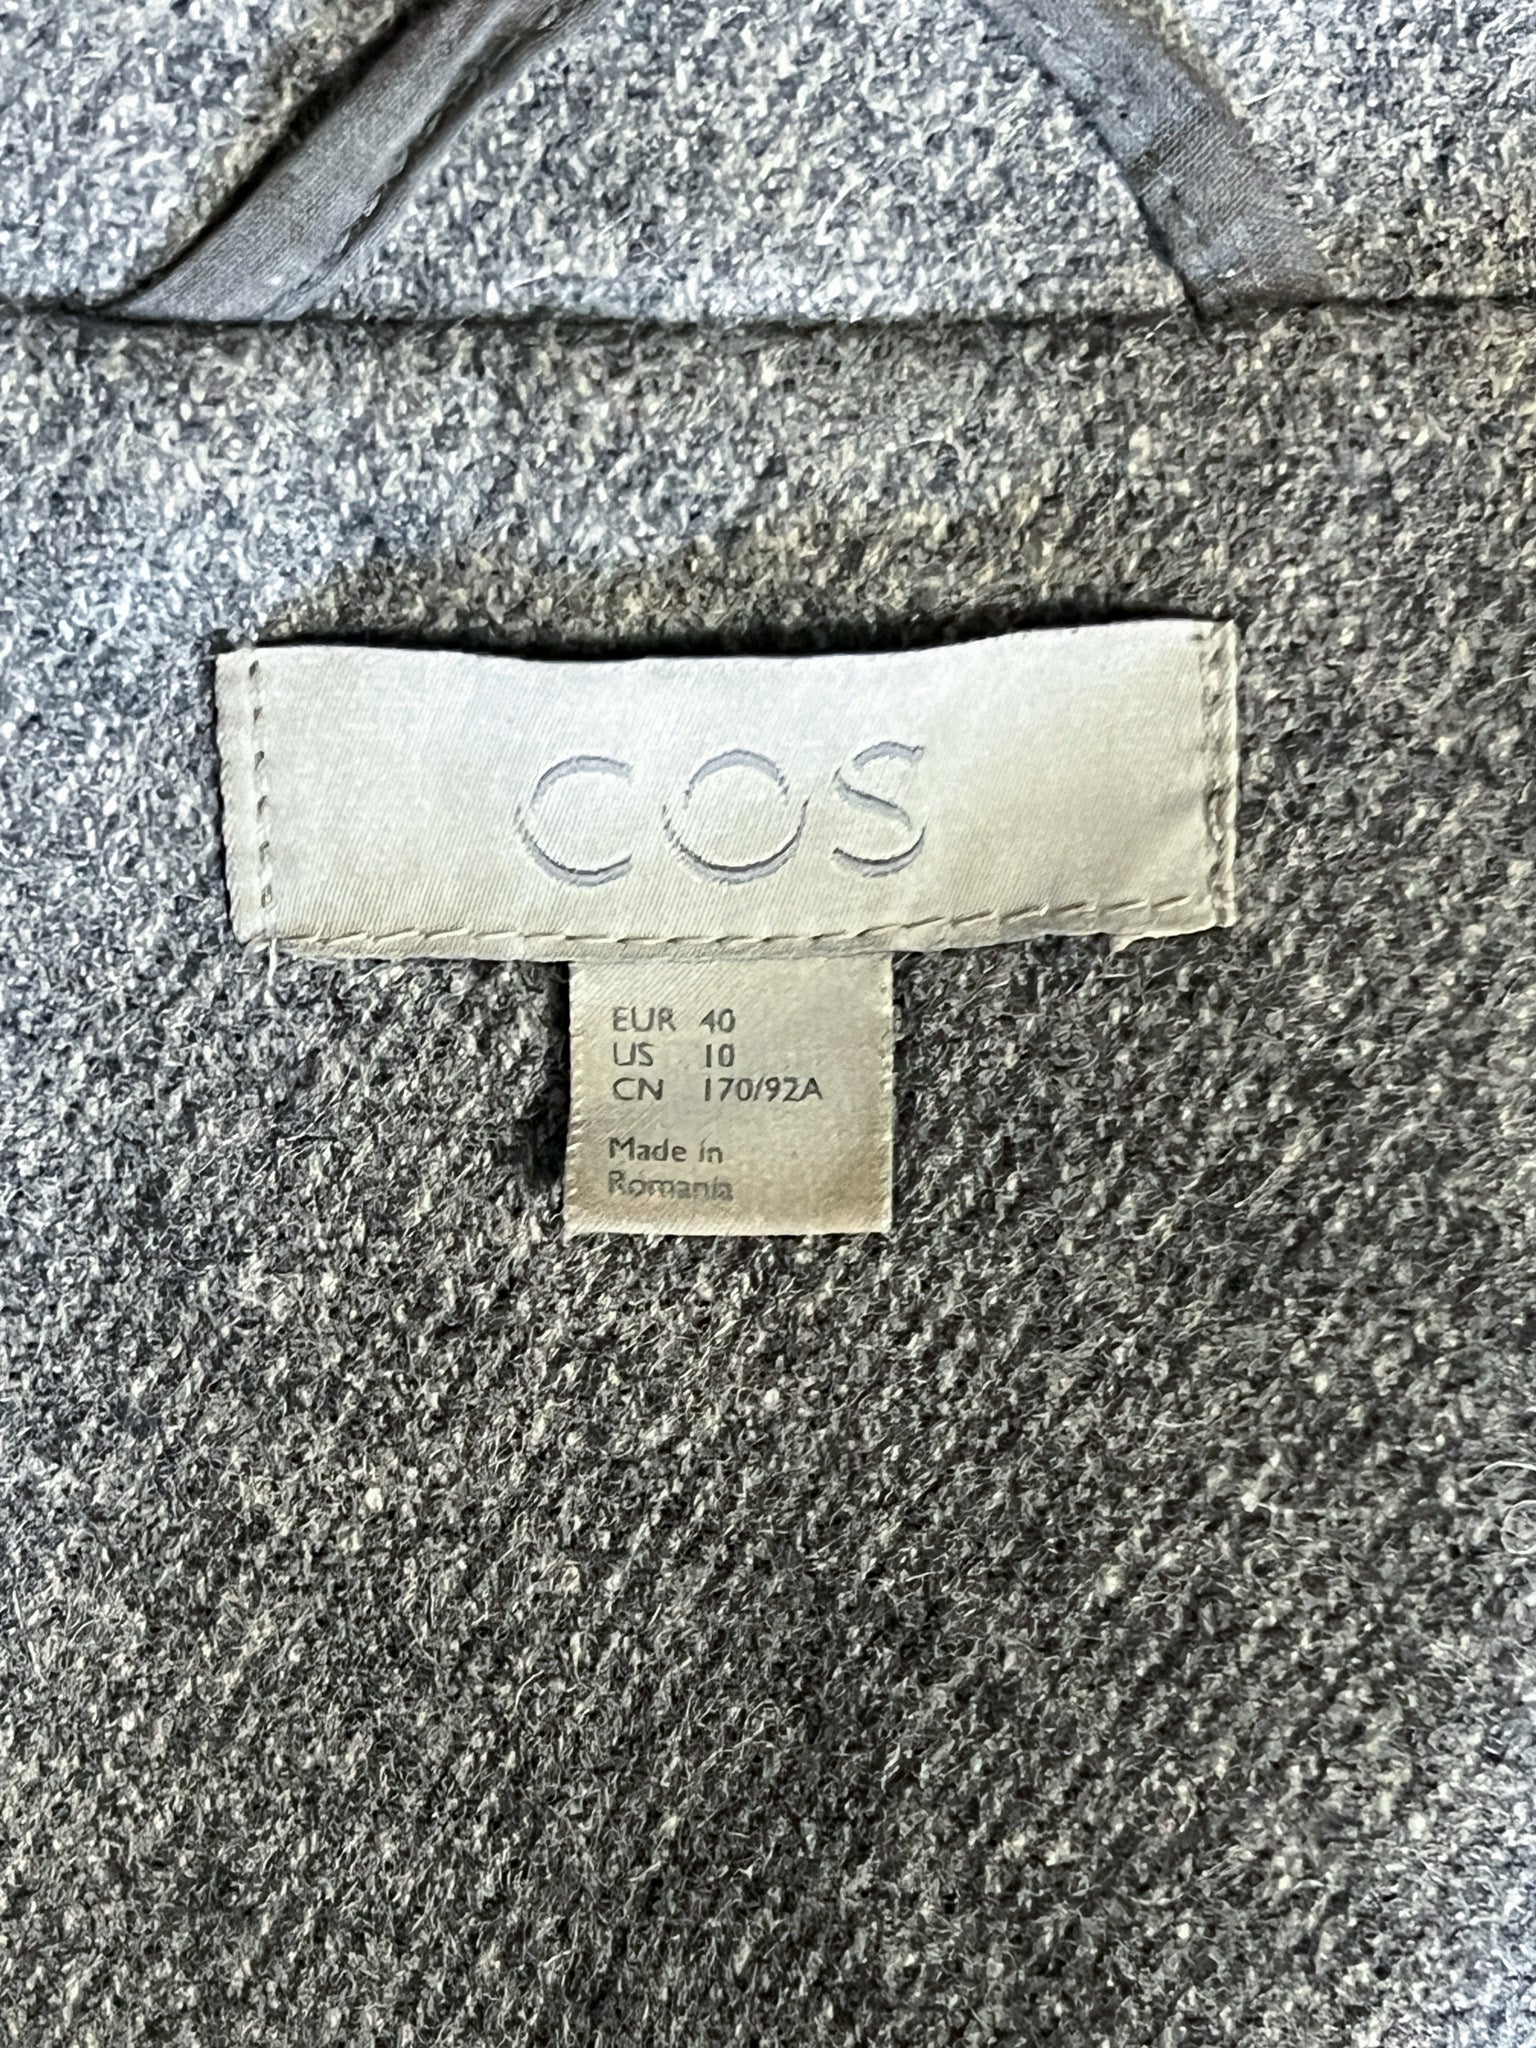 COS
EUR 40
US 10
CN 170/92A
Made in
Romania